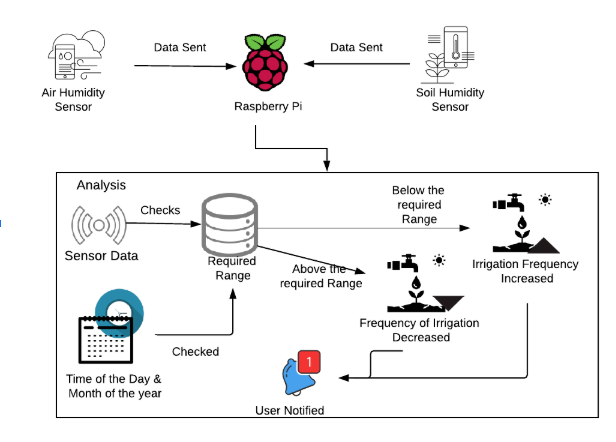 Data Sent
Data Sent
Air Humidity
Sensor
Raspberry Pi
Soil Humidity
Sensor
Analysis
Checks
Sensor Data
Required
Range
Below the
required
Range
Above the
required Range
Irrigation Frequency
Increased
Frequency of Irrigation
Decreased
Checked
Time of the Day &
Month of the year
1
User Notified